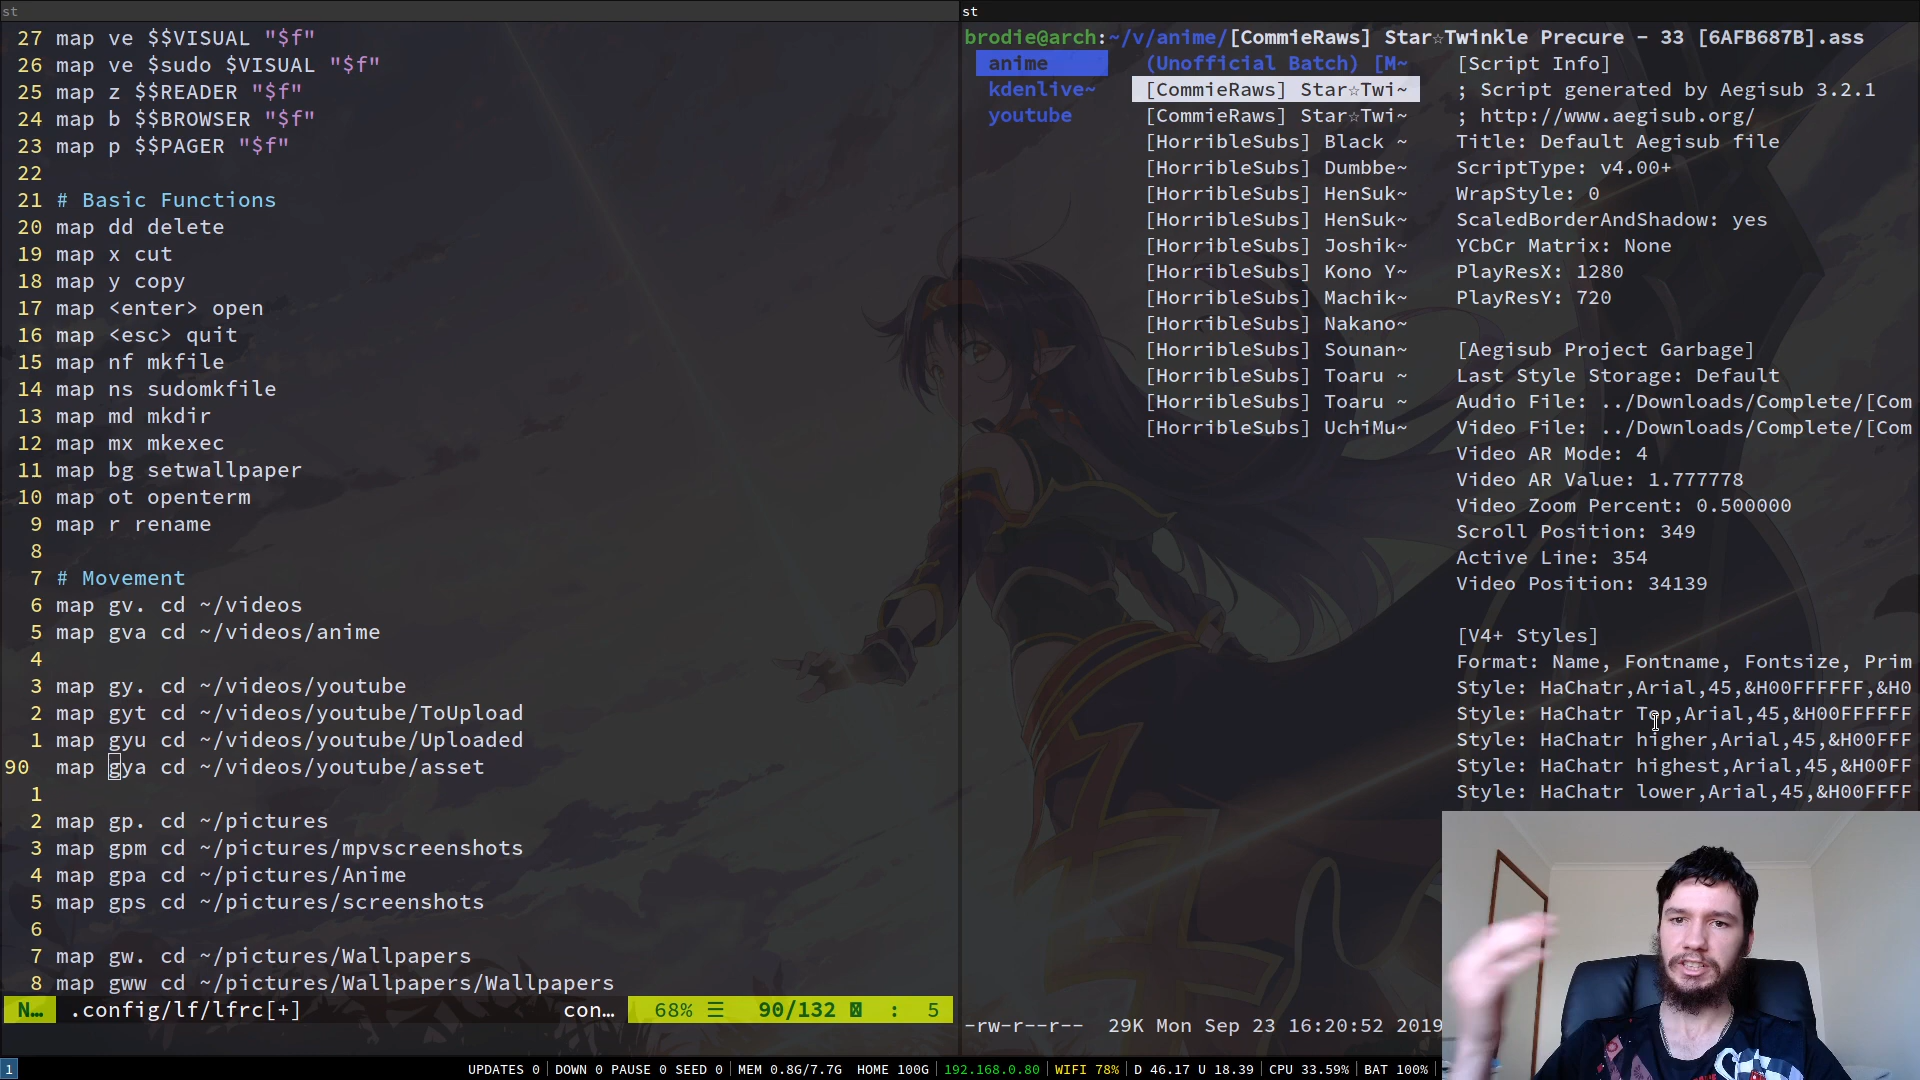 st
27 map ve $$VISUAL "$f"
26 map ve $sudo $VISUAL "$f"
25 map z $$READER "$f"
24 map b $$BROWSER "$f"
23 map p $$PAGER "$f"
22
21 # Basic Functions
20 map dd delete
19 map x cut
18 map y copy
17 map <enter> open
16 map <esc> quit
15 map nf mkfile
14 map ns sudomkfile
13 map md mkdir
12 map mx mkexec
11 map bg setwallpaper
10 map ot openterm
9 map r rename
8
7 # Movement
6 map gv. cd ~/videos
5 map gva cd ~/videos/anime
4
3 map gy. cd ~/videos/youtube
2 map gyt cd ~/videos/youtube/ToUpload
1 map gyu cd ~/videos/youtube/Uploaded
90 map gya cd ~/videos/youtube/asset
1
2 map gp. cd ~/pictures
3 map gpm cd ~/pictures/mpvscreenshots
4 map gpa cd ~/pictures/Anime
5 map gps cd ~/pictures/screenshots
6
7 map gw. cd ~/pictures/Wallpapers
8 map gww cd ~/pictures/Wallpapers/Wallpapers
N… .config/lf/lfrc[+] con… 68% ☰ 90/132 : 5
st
brodie@arch:~/v/anime/[CommieRaws] Star☆Twinkle Precure - 33 [6AFB687B].ass
anime
kdenlive~
youtube
(Unofficial Batch) [M~
[CommieRaws] Star☆Twi~
[CommieRaws] Star☆Twi~
[HorribleSubs] Black ~
[HorribleSubs] Dumbbe~
[HorribleSubs] HenSuk~
[HorribleSubs] HenSuk~
[HorribleSubs] Joshik~
[HorribleSubs] Kono Y~
[HorribleSubs] Machik~
[HorribleSubs] Nakano~
[HorribleSubs] Sounan~
[HorribleSubs] Toaru ~
[HorribleSubs] Toaru ~
[HorribleSubs] UchiMu~
[Script Info]
; Script generated by Aegisub 3.2.1
; http://www.aegisub.org/
Title: Default Aegisub file
ScriptType: v4.00+
WrapStyle: 0
ScaledBorderAndShadow: yes
YCbCr Matrix: None
PlayResX: 1280
PlayResY: 720
[Aegisub Project Garbage]
Last Style Storage: Default
Audio File: ../Downloads/Complete/[Com
Video File: ../Downloads/Complete/[Com
Video AR Mode: 4
Video AR Value: 1.777778
Video Zoom Percent: 0.500000
Scroll Position: 349
Active Line: 354
Video Position: 34139
[V4+ Styles]
Format: Name, Fontname, Fontsize, Prim
Style: HaChatr,Arial,45,&H00FFFFFF,&H0
Style: HaChatr Top,Arial,45,&H00FFFFFF
Style: HaChatr higher,Arial,45,&H00FFF
Style: HaChatr highest,Arial,45,&H00FF
Style: HaChatr lower,Arial,45,&H00FFFF
-rw-r--r-- 29K Mon Sep 23 16:20:52 2019
1 UPDATES 0 | DOWN 0 PAUSE 0 SEED 0 | MEM 0.8G/7.7G HOME 100G | 192.168.0.80 | WIFI 78% | D 46.17 U 18.39 | CPU 33.59% | BAT 100% |